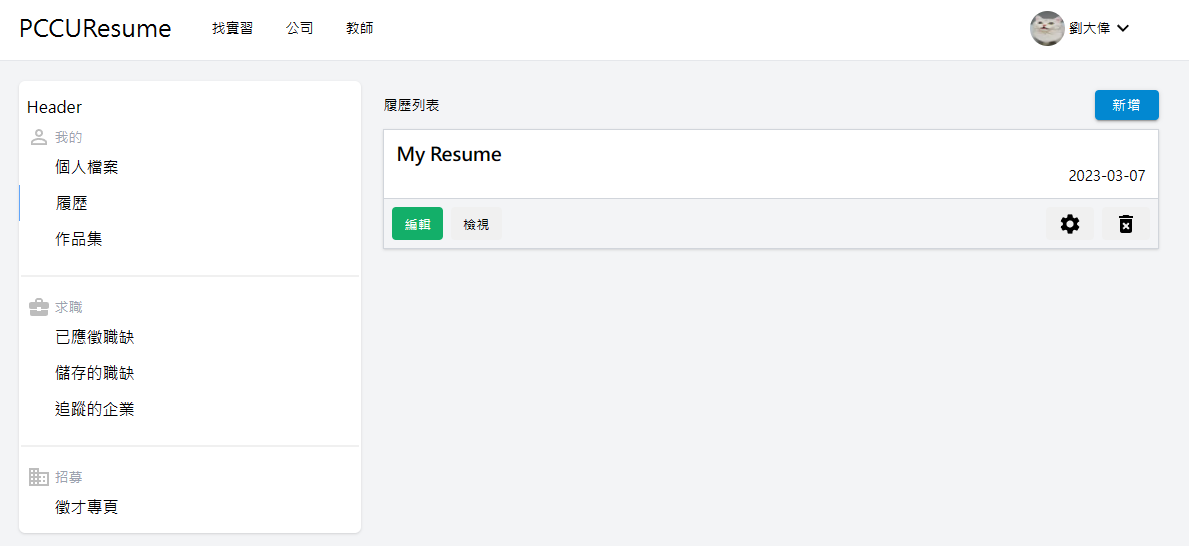 PCCUResume 找實習 公司 教師 劉大偉
Header
我的
個人檔案
履歷
作品集
求職
已應徵職缺
儲存的職缺
追蹤的企業
招募
徵才專頁
履歷列表 新增
My Resume
2023-03-07
編輯 檢視